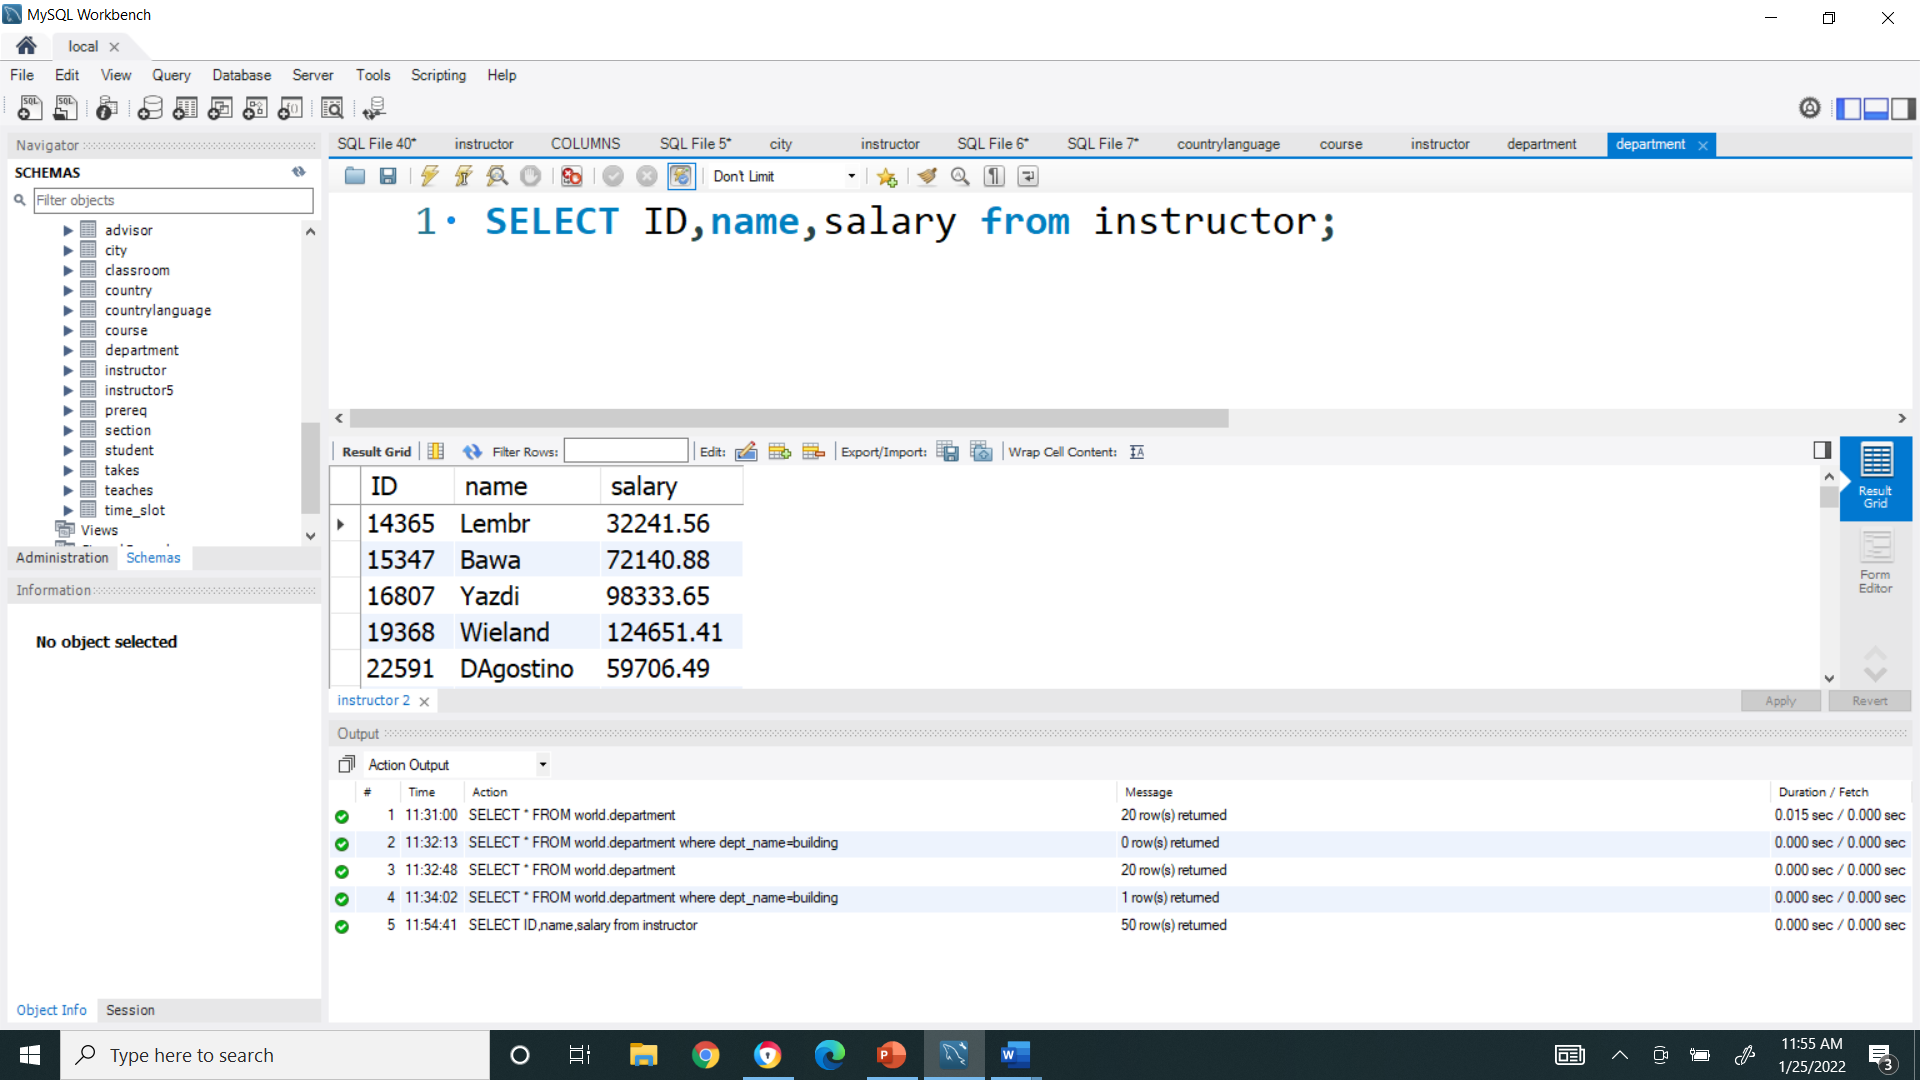 MySQL Workbench
local
File Edit View Query Database Server Tools Scripting Help
Navigator
SCHEMAS
Filter objects
advisor
city
classroom
country
countrylanguage
course
department
instructor
instructor5
prereq
section
student
takes
teaches
time_slot
Views
Administration Schemas
Information
No object selected
Object Info Session
SQL File 40* instructor COLUMNS SQL File 5* city instructor SQL File 6* SQL File 7* countrylanguage course instructor department department
Don't Limit
1 SELECT ID,name,salary from instructor;
Result Grid Filter Rows: Edit: Export/Import: Wrap Cell Content:
ID name salary
14365 Lembr 32241.56
15347 Bawa 72140.88
16807 Yazdi 98333.65
19368 Wieland 124651.41
22591 DAgostino 59706.49
Result
Grid
Form
Editor
instructor 2 Apply Revert
Output
Action Output
# Time Action Message Duration / Fetch
1 11:31:00 SELECT * FROM world.department 20 row(s) returned 0.015 sec / 0.000 sec
2 11:32:13 SELECT * FROM world.department where dept_name=building 0 row(s) returned 0.000 sec / 0.000 sec
3 11:32:48 SELECT * FROM world.department 20 row(s) returned 0.000 sec / 0.000 sec
4 11:34:02 SELECT * FROM world.department where dept_name=building 1 row(s) returned 0.000 sec / 0.000 sec
5 11:54:41 SELECT ID,name,salary from instructor 50 row(s) returned 0.000 sec / 0.000 sec
Type here to search
11:55 AM
1/25/2022
3